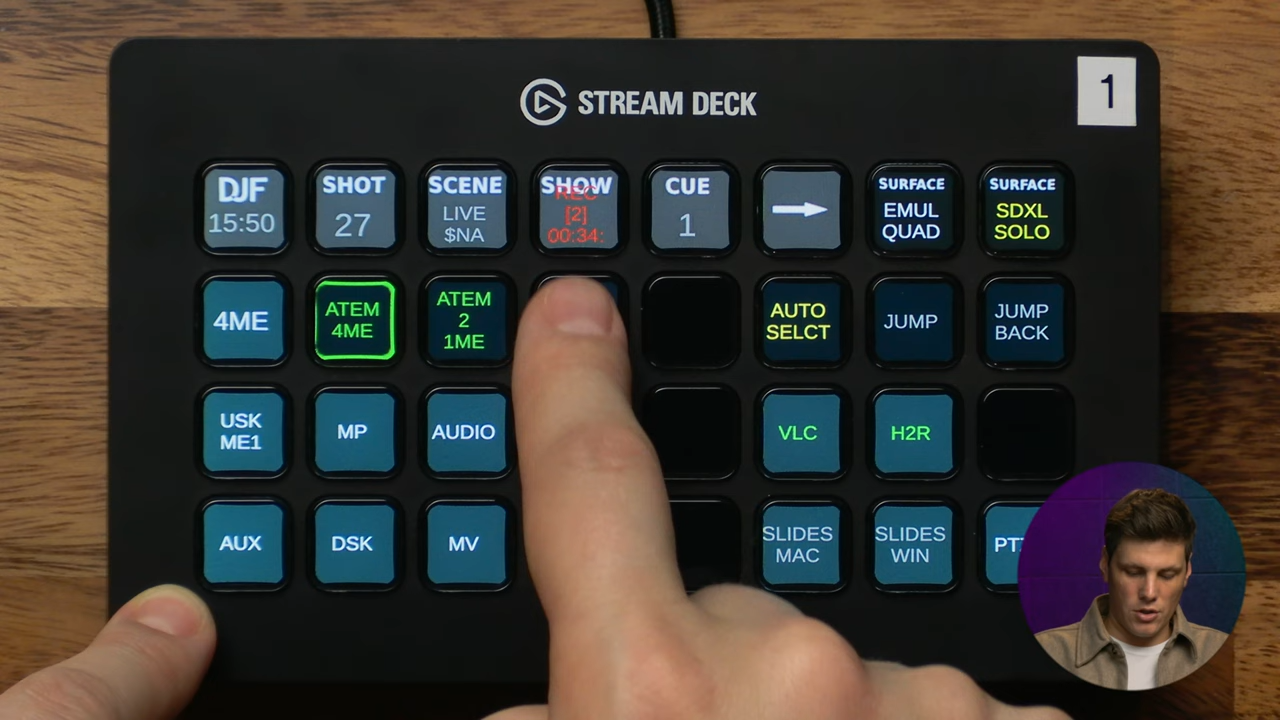 STREAM DECK
1
DJF
15:50
SHOT
27
SCENE
LIVE
$NA
SHOW
REC
[2]
00:34:
CUE
1
SURFACE
EMUL
QUAD
SURFACE
SDXL
SOLO
4ME
ATEM
4ME
ATEM
2
1ME
AUTO
SELCT
JUMP
JUMP
BACK
USK
ME1
MP
AUDIO
VLC
H2R
AUX
DSK
MV
SLIDES
MAC
SLIDES
WIN